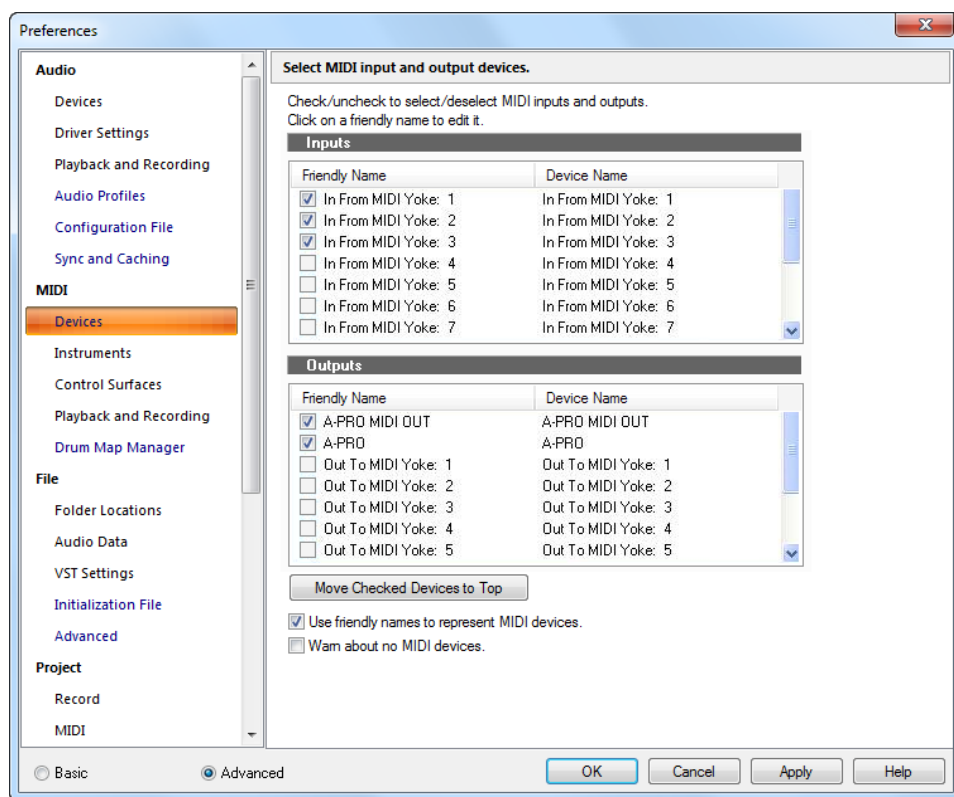 Preferences
Audio
Devices
Driver Settings
Playback and Recording
Audio Profiles
Configuration File
Sync and Caching
MIDI
Devices
Instruments
Control Surfaces
Playback and Recording
Drum Map Manager
File
Folder Locations
Audio Data
VST Settings
Initialization File
Advanced
Project
Record
MIDI
Select MIDI input and output devices.
Check/uncheck to select/deselect MIDI inputs and outputs.
Click on a friendly name to edit it.
Inputs
Friendly Name Device Name
In From MIDI Yoke: 1 In From MIDI Yoke: 1
In From MIDI Yoke: 2 In From MIDI Yoke: 2
In From MIDI Yoke: 3 In From MIDI Yoke: 3
In From MIDI Yoke: 4 In From MIDI Yoke: 4
In From MIDI Yoke: 5 In From MIDI Yoke: 5
In From MIDI Yoke: 6 In From MIDI Yoke: 6
In From MIDI Yoke: 7 In From MIDI Yoke: 7
Outputs
Friendly Name Device Name
A-PRO MIDI OUT A-PRO MIDI OUT
A-PRO A-PRO
Out To MIDI Yoke: 1 Out To MIDI Yoke: 1
Out To MIDI Yoke: 2 Out To MIDI Yoke: 2
Out To MIDI Yoke: 3 Out To MIDI Yoke: 3
Out To MIDI Yoke: 4 Out To MIDI Yoke: 4
Out To MIDI Yoke: 5 Out To MIDI Yoke: 5
Move Checked Devices to Top
Use friendly names to represent MIDI devices.
Warn about no MIDI devices.
Basic Advanced OK Cancel Apply Help